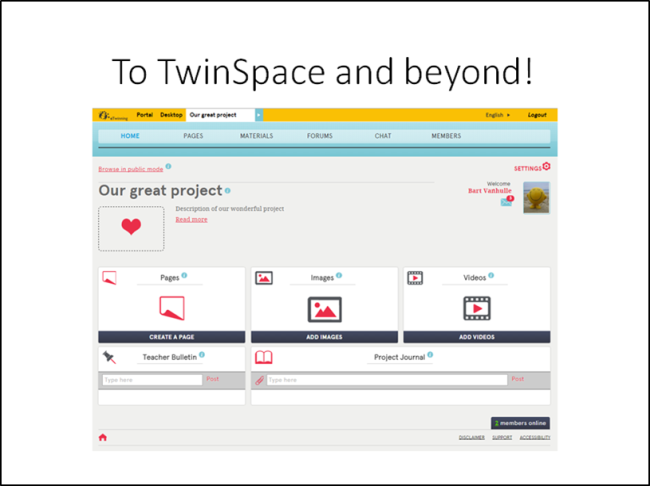 To TwinSpace and beyond!
eTwinning Portal Desktop Our great project + English Logout
HOME PAGES MATERIALS FORUMS CHAT MEMBERS
Browse in public mode i SETTINGS
Welcome
Our great project i Bart Vanhulle
Description of our wonderful project
Read more
Pages i Images i Videos i
CREATE A PAGE ADD IMAGES ADD VIDEOS
Teacher Bulletin i Project Journal i
Type here Post Type here Post
members online
DISCLAIMER SUPPORT ACCESSIBILITY